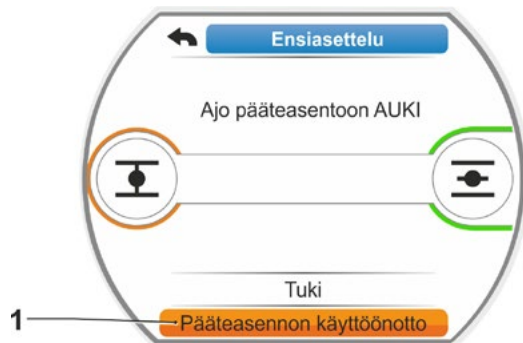 Ensiasettelu
Ajo pääteasentoon AUKI
Tuki
1
Pääteasennon käyttöönotto